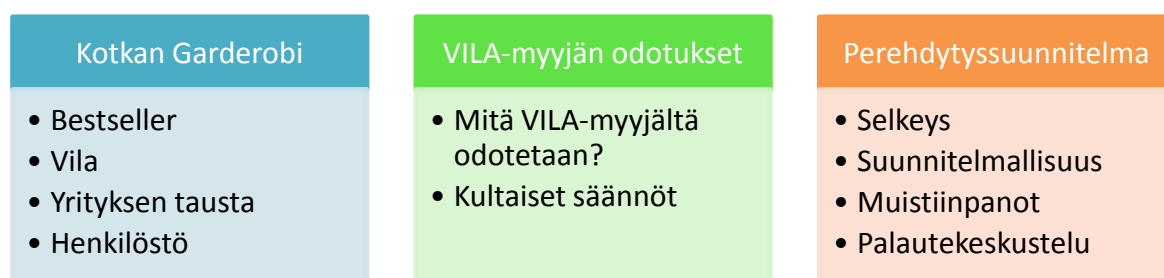 Kotkan Garderobi
• Bestseller
• Vila
• Yrityksen tausta
• Henkilöstö
VILA-myyjän odotukset
• Mitä VILA-myyjältä
odotetaan?
• Kultaiset säännöt
Perehdytyssuunnitelma
• Selkeys
• Suunnitelmallisuus
• Muistiinpanot
• Palautekeskustelu